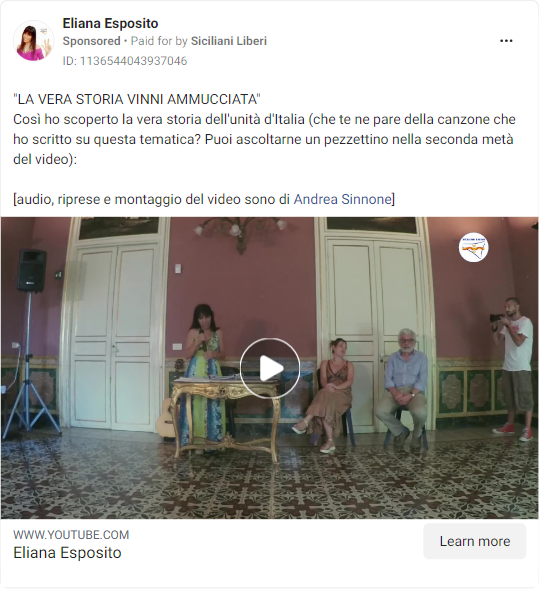 Eliana Esposito
Sponsored • Paid for by Siciliani Liberi
ID: 1136544043937046
"LA VERA STORIA VINNI AMMUCCIATA"
Così ho scoperto la vera storia dell'unità d'Italia (che te ne pare della canzone che
ho scritto su questa tematica? Puoi ascoltarne un pezzettino nella seconda metà
del video):
[audio, riprese e montaggio del video sono di Andrea Sinnone]
WWW.YOUTUBE.COM
Eliana Esposito
Learn more